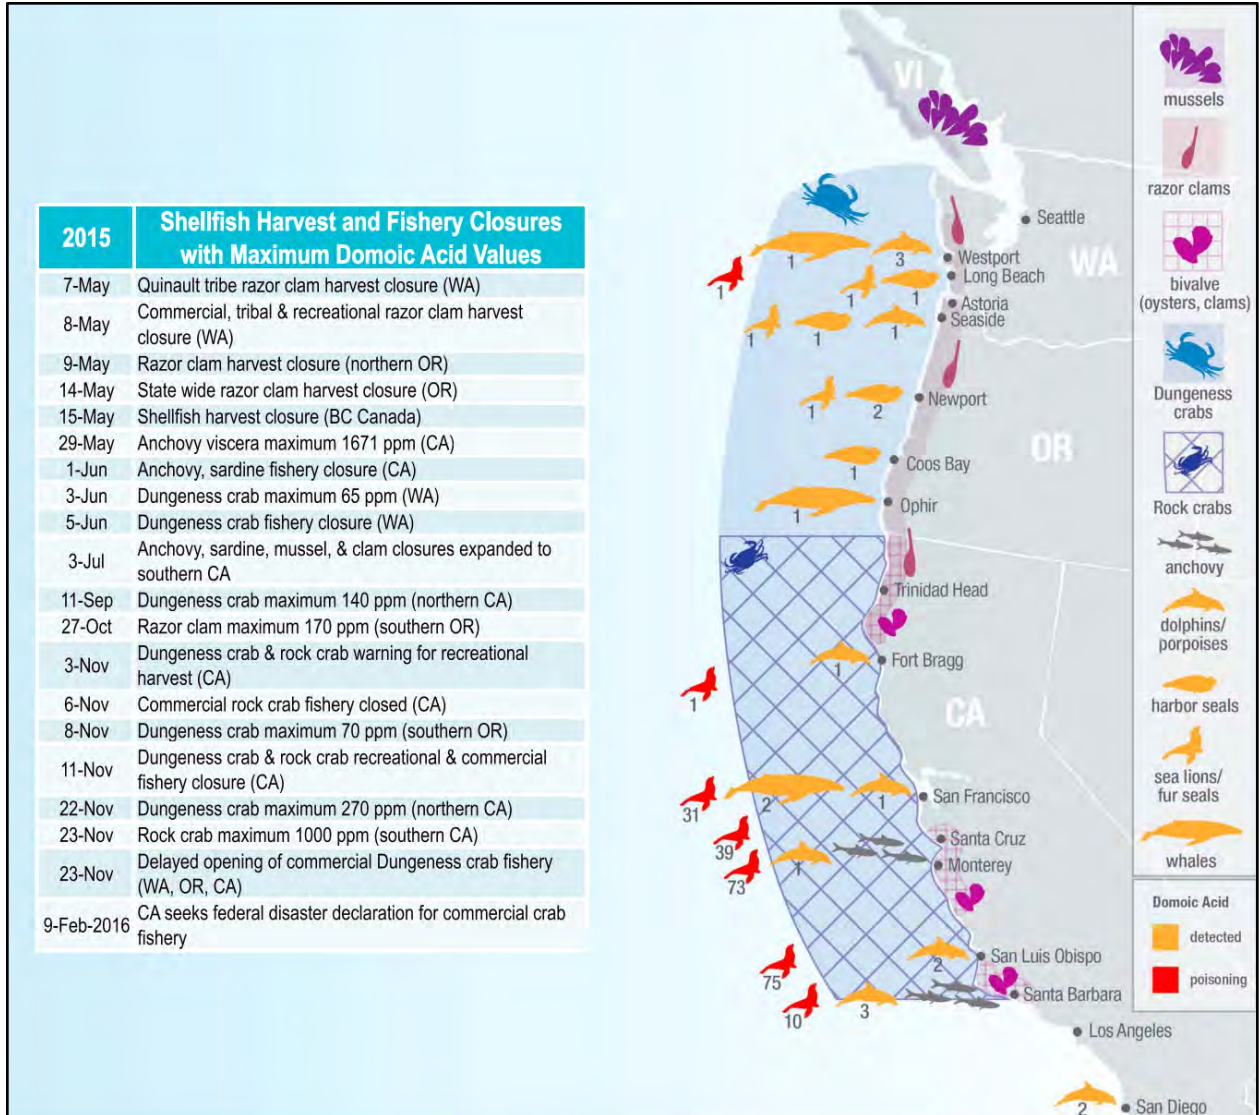 2015
Shellfish Harvest and Fishery Closures
with Maximum Domoic Acid Values
7-May Quinault tribe razor clam harvest closure (WA)
8-May Commercial, tribal & recreational razor clam harvest
closure (WA)
9-May Razor clam harvest closure (northern OR)
14-May State wide razor clam harvest closure (OR)
15-May Shellfish harvest closure (BC Canada)
29-May Anchovy viscera maximum 1671 ppm (CA)
1-Jun Anchovy, sardine fishery closure (CA)
3-Jun Dungeness crab maximum 65 ppm (WA)
5-Jun Dungeness crab fishery closure (WA)
3-Jul Anchovy, sardine, mussel, & clam closures expanded to
southern CA
11-Sep Dungeness crab maximum 140 ppm (northern CA)
27-Oct Razor clam maximum 170 ppm (southern OR)
3-Nov Dungeness crab & rock crab warning for recreational
harvest (CA)
6-Nov Commercial rock crab fishery closed (CA)
8-Nov Dungeness crab maximum 70 ppm (southern OR)
11-Nov Dungeness crab & rock crab recreational & commercial
fishery closure (CA)
22-Nov Dungeness crab maximum 270 ppm (northern CA)
23-Nov Rock crab maximum 1000 ppm (southern CA)
23-Nov Delayed opening of commercial Dungeness crab fishery
(WA, OR, CA)
9-Feb-2016 CA seeks federal disaster declaration for commercial crab
fishery
VI
Seattle
WA
1 3 Westport
1 1 1 Long Beach
Astoria
1 1 1 Seaside
1 2 Newport
OR
1 Coos Bay
1 Ophir
Trinidad Head
1 Fort Bragg
1
CA
31 2 1 San Francisco
39 Santa Cruz
73 1 Monterey
2 San Luis Obispo
75
10 3 Santa Barbara
Los Angeles
2 San Diego
mussels
razor clams
bivalve
(oysters, clams)
Dungeness
crabs
Rock crabs
anchovy
dolphins/
porpoises
harbor seals
sea lions/
fur seals
whales
Domoic Acid
detected
poisoning